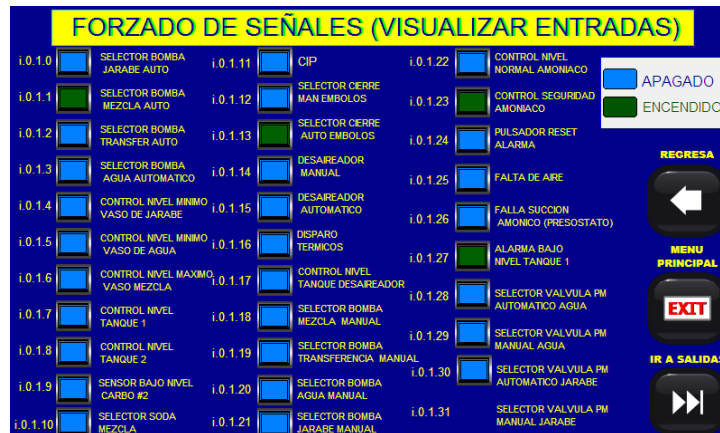 FORZADO DE SEÑALES (VISUALIZAR ENTRADAS)
i.0.1.0 SELECTOR BOMBA
JARABE AUTO
i.0.1.1 SELECTOR BOMBA
MEZCLA AUTO
i.0.1.2 SELECTOR BOMBA
TRANSFER AUTO
i.0.1.3 SELECTOR BOMBA
AGUA AUTOMATICO
i.0.1.4 CONTROL NIVEL MINIMO
VASO DE JARABE
i.0.1.5 CONTROL NIVEL MINIMO
VASO DE AGUA
i.0.1.6 CONTROL NIVEL MAXIMO
VASO MEZCLA
i.0.1.7 CONTROL NIVEL
TANQUE 1
i.0.1.8 CONTROL NIVEL
TANQUE 2
i.0.1.9 SENSOR BAJO NIVEL
CARBO #2
i.0.1.10 SELECTOR SODA
MEZCLA
i.0.1.11 CIP
i.0.1.12 SELECTOR CIERRE
MAN EMBOLOS
i.0.1.13 SELECTOR CIERRE
AUTO EMBOLOS
i.0.1.14 DESAIREADOR
MANUAL
i.0.1.15 DESAIREADOR
AUTOMATICO
i.0.1.16 DISPARO
TERMICOS
i.0.1.17 CONTROL NIVEL
TANQUE DESAIREADOR
i.0.1.18 SELECTOR BOMBA
MEZCLA MANUAL
i.0.1.19 SELECTOR BOMBA
TRANSFERENCIA MANUAL
i.0.1.20 SELECTOR BOMBA
AGUA MANUAL
i.0.1.21 SELECTOR BOMBA
JARABE MANUAL
i.0.1.22 CONTROL NIVEL
NORMAL AMONIACO
i.0.1.23 CONTROL SEGURIDAD
AMONIACO
i.0.1.24 PULSADOR RESET
ALARMA
i.0.1.25 FALTA DE AIRE
i.0.1.26 FALLA SUCCION
AMONICO (PRESOSTATO)
i.0.1.27 ALARMA BAJO
NIVEL TANQUE 1
i.0.1.28 SELECTOR VALVULA PM
AUTOMATICO AGUA
i.0.1.29 SELECTOR VALVULA PM
MANUAL AGUA
i.0.1.30 SELECTOR VALVULA PM
AUTOMATICO JARABE
i.0.1.31 SELECTOR VALVULA PM
MANUAL JARABE
APAGADO
ENCENDIDO
REGRESA
MENU
PRINCIPAL
EXIT
IR A SALIDAS